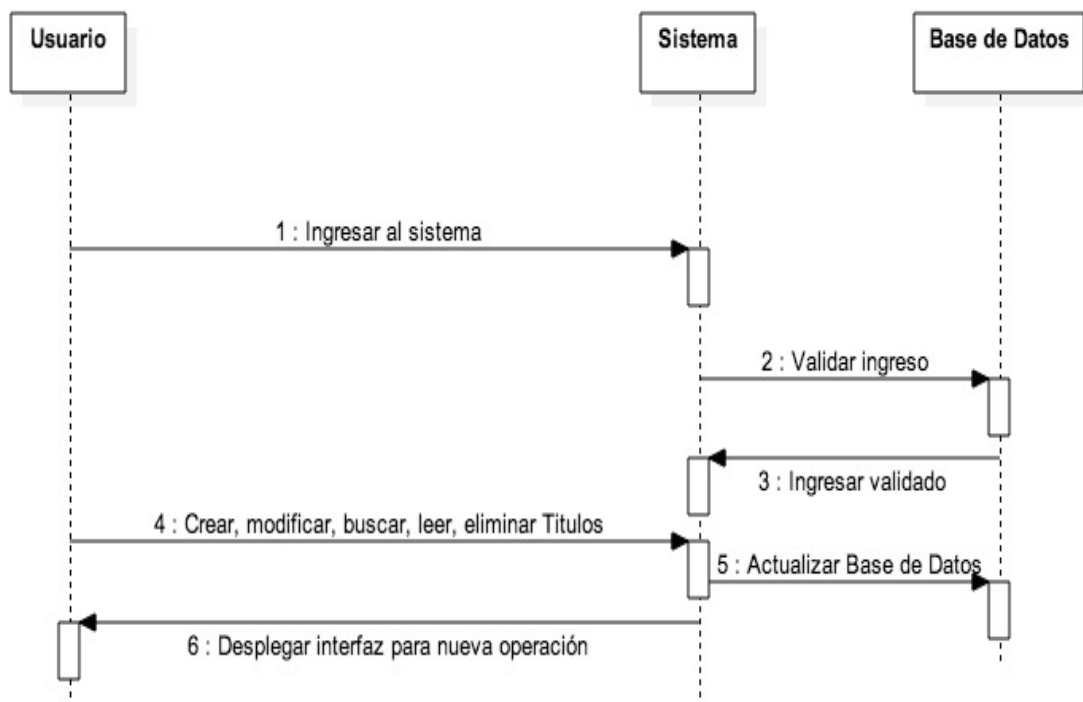 Usuario
Sistema
Base de Datos
1 : Ingresar al sistema
2 : Validar ingreso
3 : Ingresar validado
4 : Crear, modificar, buscar, leer, eliminar Titulos
5 : Actualizar Base de Datos
6 : Desplegar interfaz para nueva operación